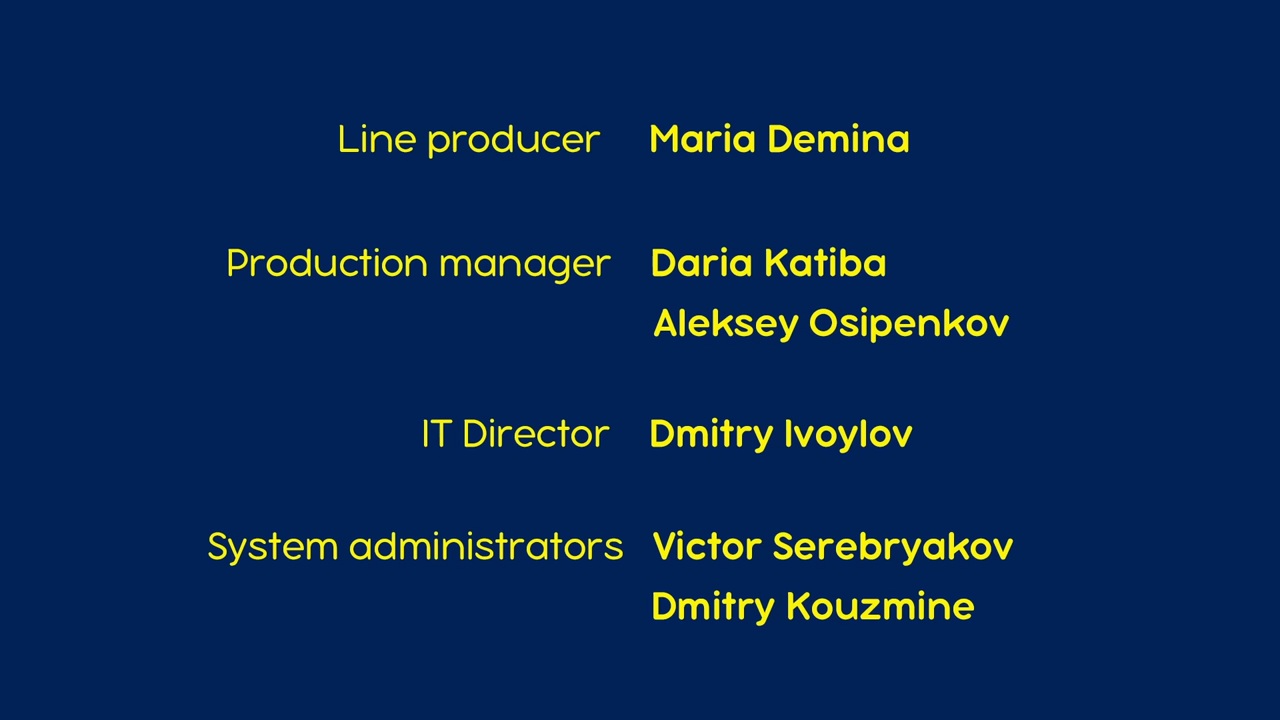 Line producer Maria Demina
Production manager Daria Katiba
Aleksey Osipenkov
IT Director Dmitry Ivoylov
System administrators Victor Serebryakov
Dmitry Kouzmine